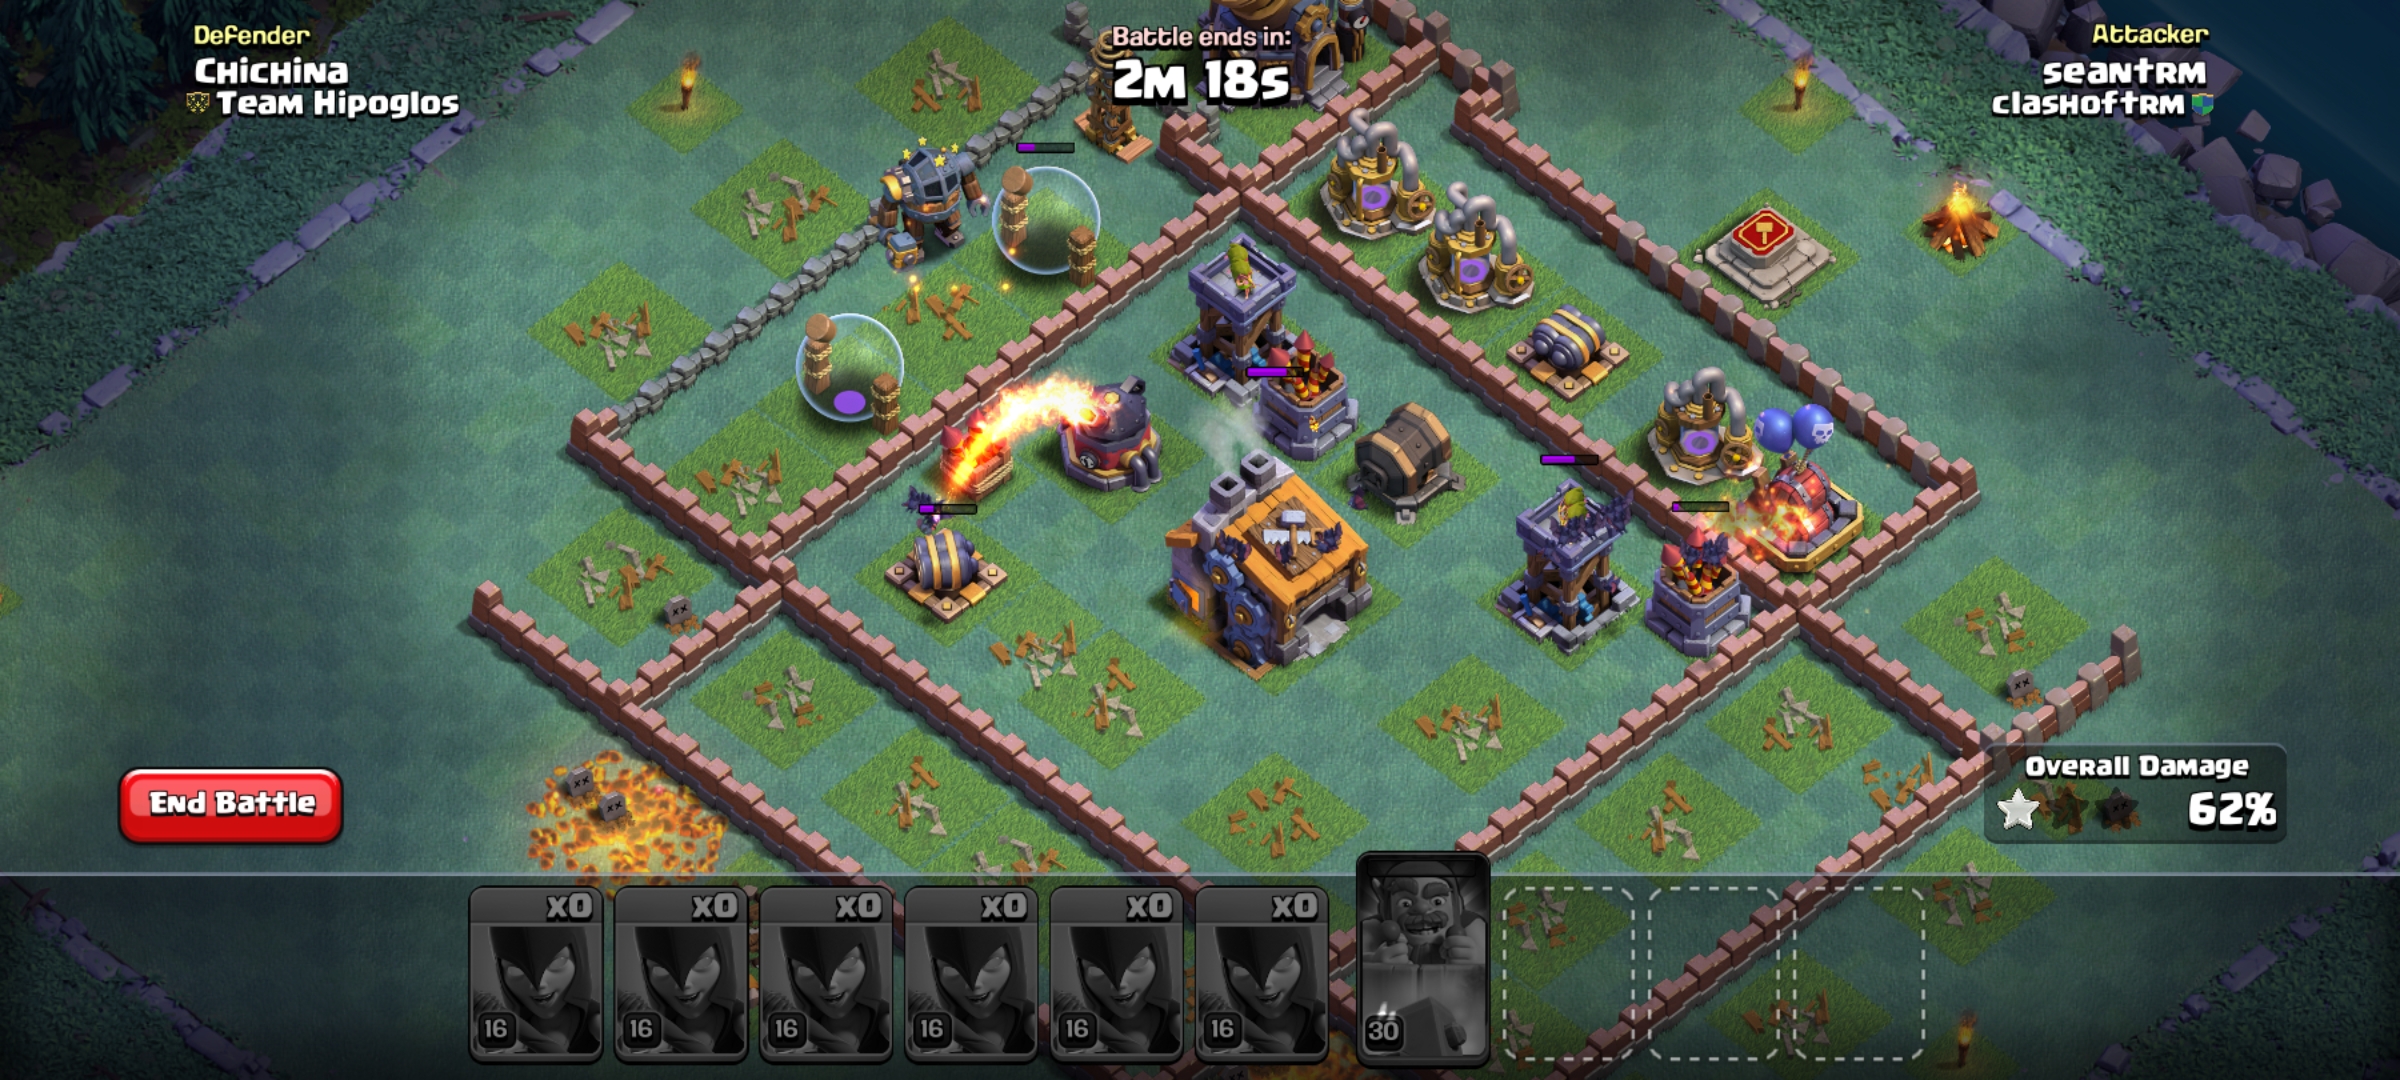 Defender
Chichina
Team Hipoglos
Battle ends in:
2M 18s
Attacker
seantrm
clashoftrm
End Battle
Overall Damage
62%
x0
x0
x0
x0
x0
x0
16
16
16
16
16
16
30